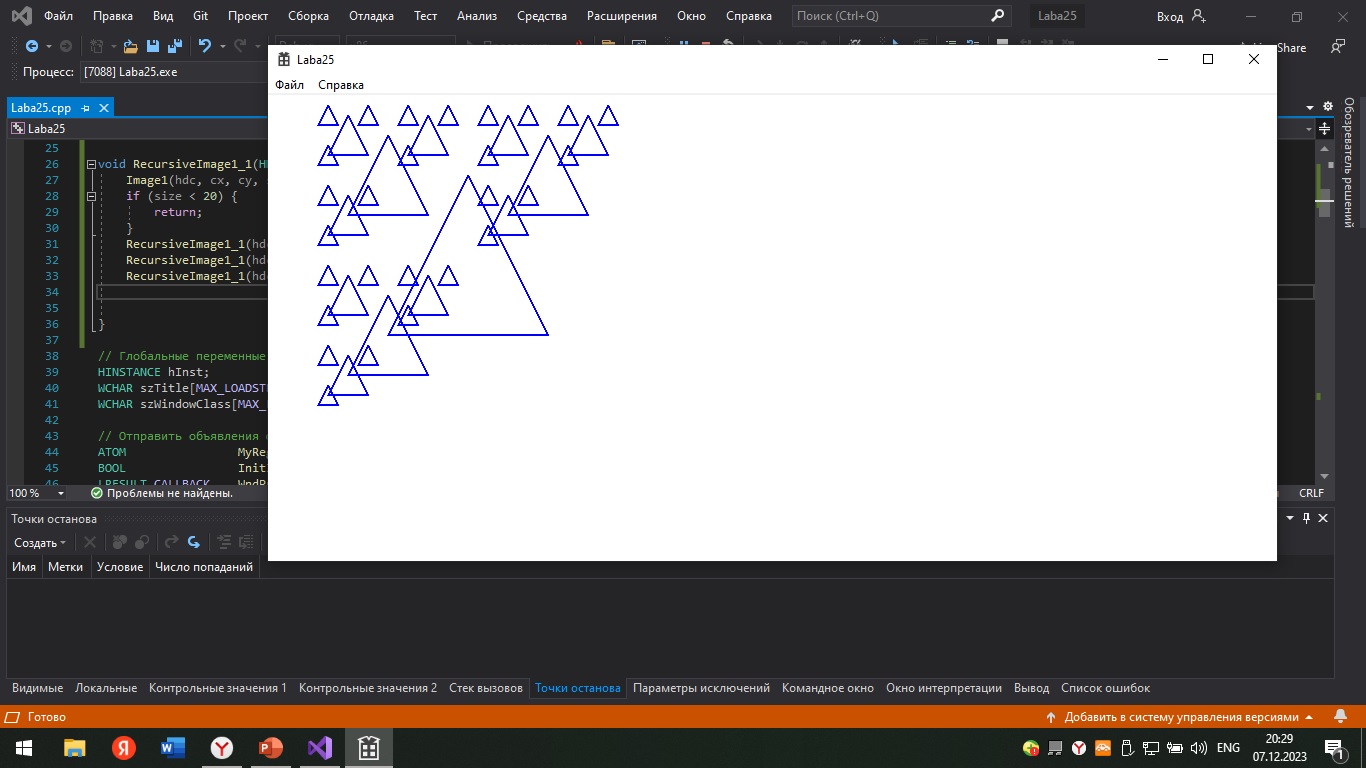 Файл Правка Вид Git Проект Сборка Отладка Тест Анализ Средства Расширения Окно Справка Поиск (Ctrl+Q) Laba25 Вход
Share
Процесс: [7088] Laba25.exe
Laba25
Файл Справка
Laba25.cpp
Laba25
25
26 void RecursiveImage1_1(H
27 Image1(hdc, cx, cy,
28 if (size < 20) {
29 return;
30 }
31 RecursiveImage1_1(hdc
32 RecursiveImage1_1(hdc
33 RecursiveImage1_1(hdc
34
35
36 }
37
38 // Глобальные переменные
39 HINSTANCE hInst;
40 WCHAR szTitle[MAX_LOADST
41 WCHAR szWindowClass[MAX_
42
43 // Отправить объявления
44 ATOM MyReg
45 BOOL Init
46 LRESULT CALLBACK WndP
Обозреватель решений
100 % Проблемы не найдены. CRLF
Точки останова
Создать
Имя Метки Условие Число попаданий
Видимые Локальные Контрольные значения 1 Контрольные значения 2 Стек вызовов Точки останова Параметры исключений Командное окно Окно интерпретации Вывод Список ошибок
Готово Добавить в систему управления версиями
ENG 20:29
07.12.2023
1